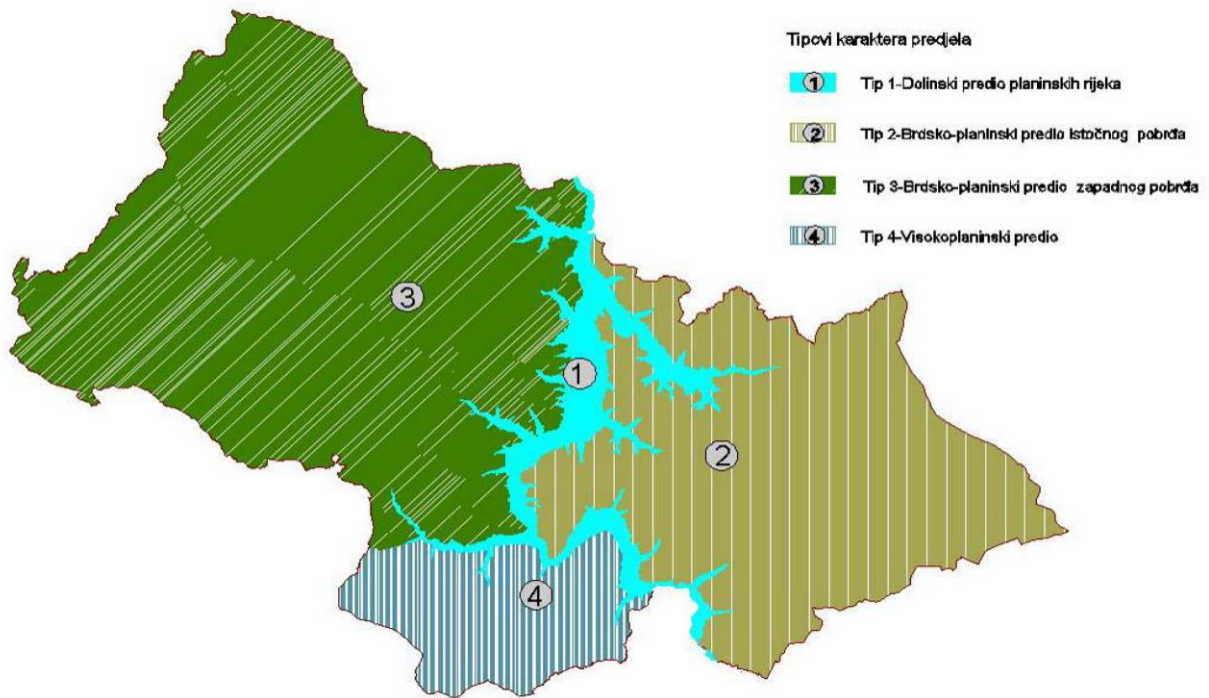 Tipovi karaktera predjela
1 Tip 1-Dolinski predio planinskih rijeka
2 Tip 2-Brdsko-planinski predio istočnog pobrđa
3 Tip 3-Brdsko-planinski predio zapadnog pobrđa
4 Tip 4-Visokoplaninski predio
3
1
2
4